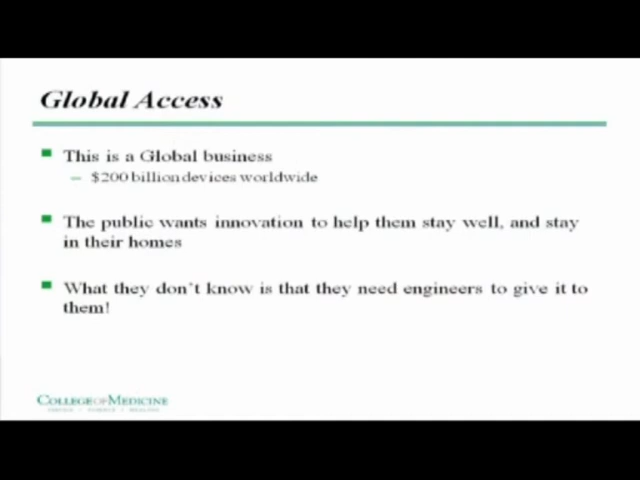 Global Access
This is a Global business
– $200 billion devices worldwide
The public wants innovation to help them stay well, and stay
in their homes
What they don't know is that they need engineers to give it to
them!
COLLEGE OF MEDICINE